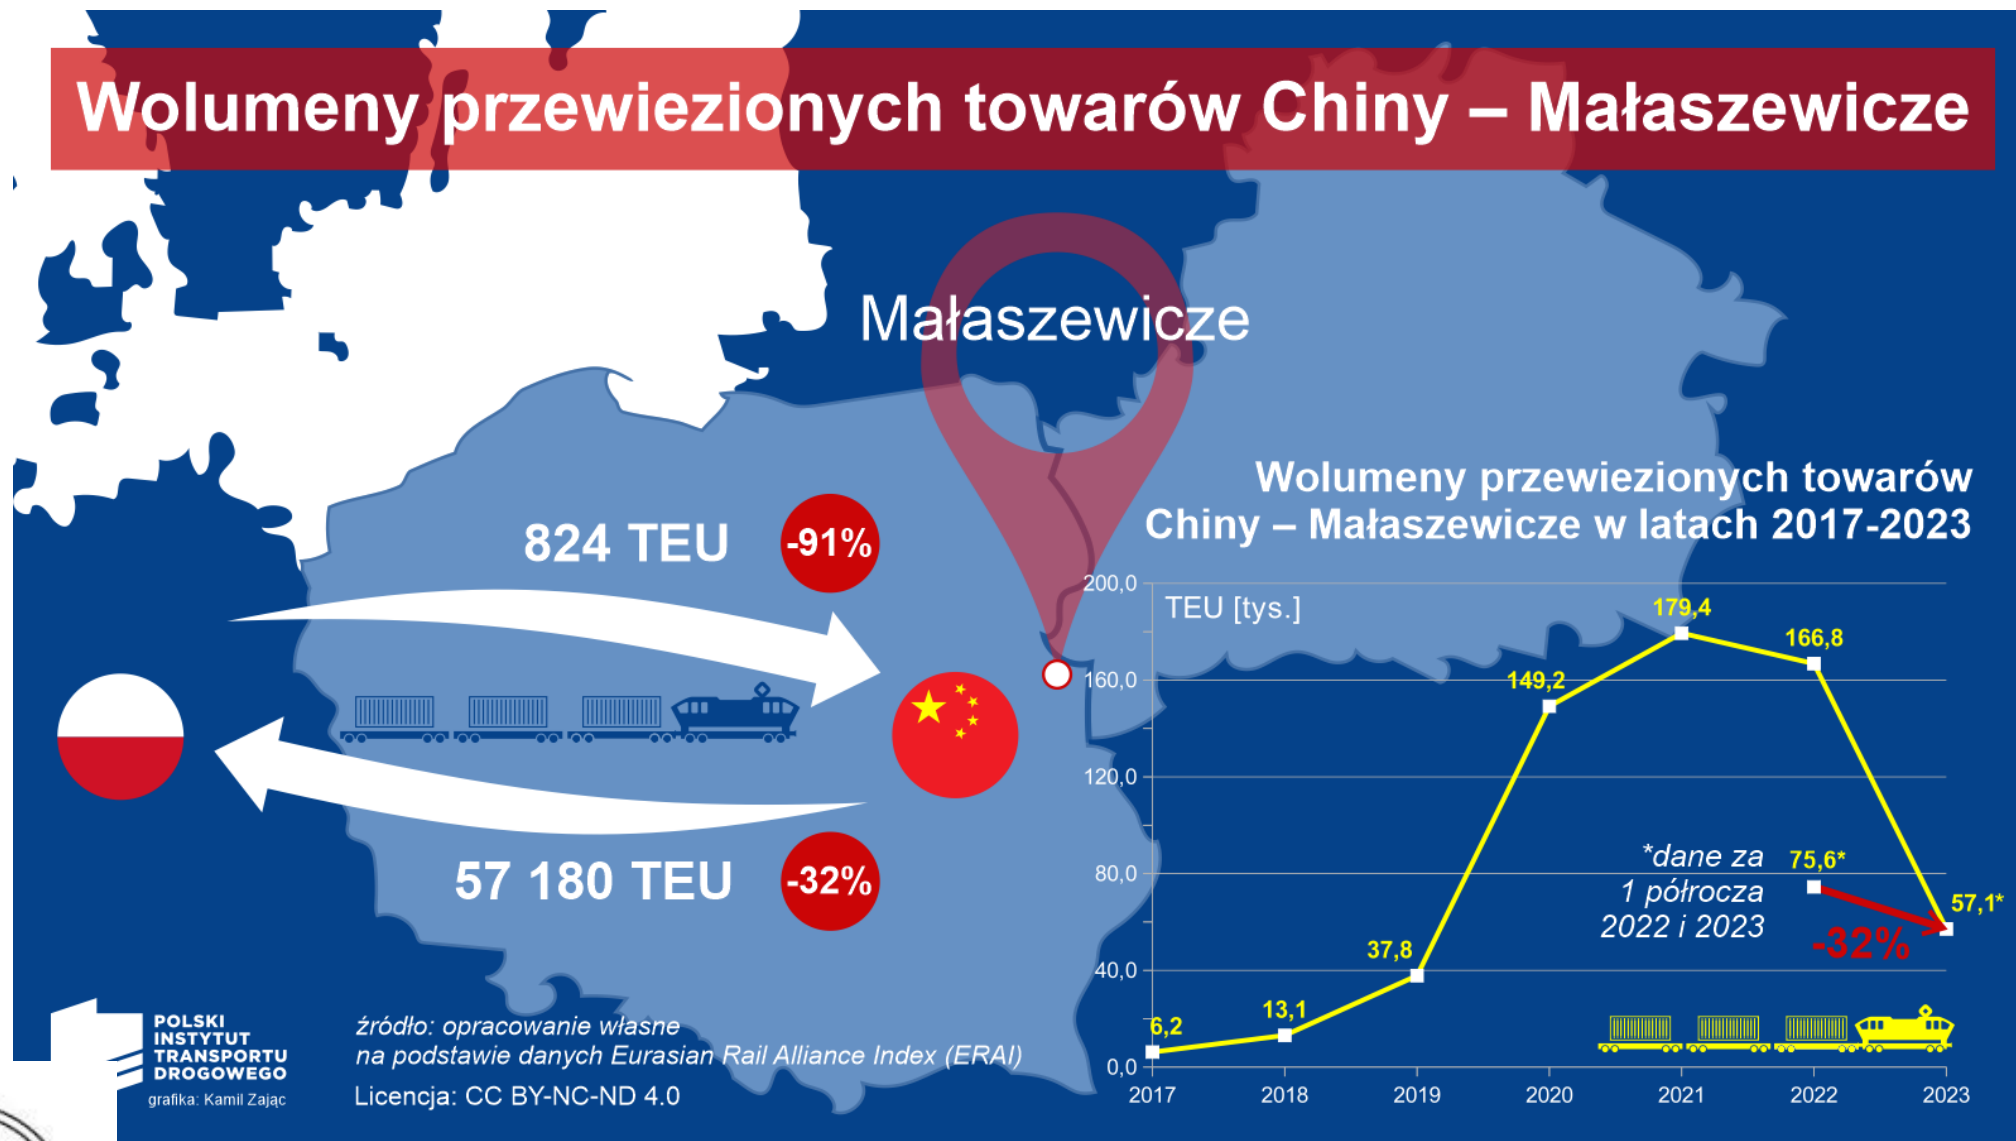 Wolumeny przewiezionych towarów Chiny – Małaszewicze
Małaszewicze
824 TEU
-91%
57 180 TEU
-32%
Wolumeny przewiezionych towarów
Chiny – Małaszewicze w latach 2017-2023
TEU [tys.]
200,0
160,0
120,0
80,0
40,0
0,0
6,2
13,1
37,8
149,2
179,4
166,8
75,6*
57,1*
-32%
*dane za
1 półrocza
2022 i 2023
2017
2018
2019
2020
2021
2022
2023
POLSKI
INSTYTUT
TRANSPORTU
DROGOWEGO
grafika: Kamil Zając
źródło: opracowanie własne
na podstawie danych Eurasian Rail Alliance Index (ERAI)
Licencja: CC BY-NC-ND 4.0